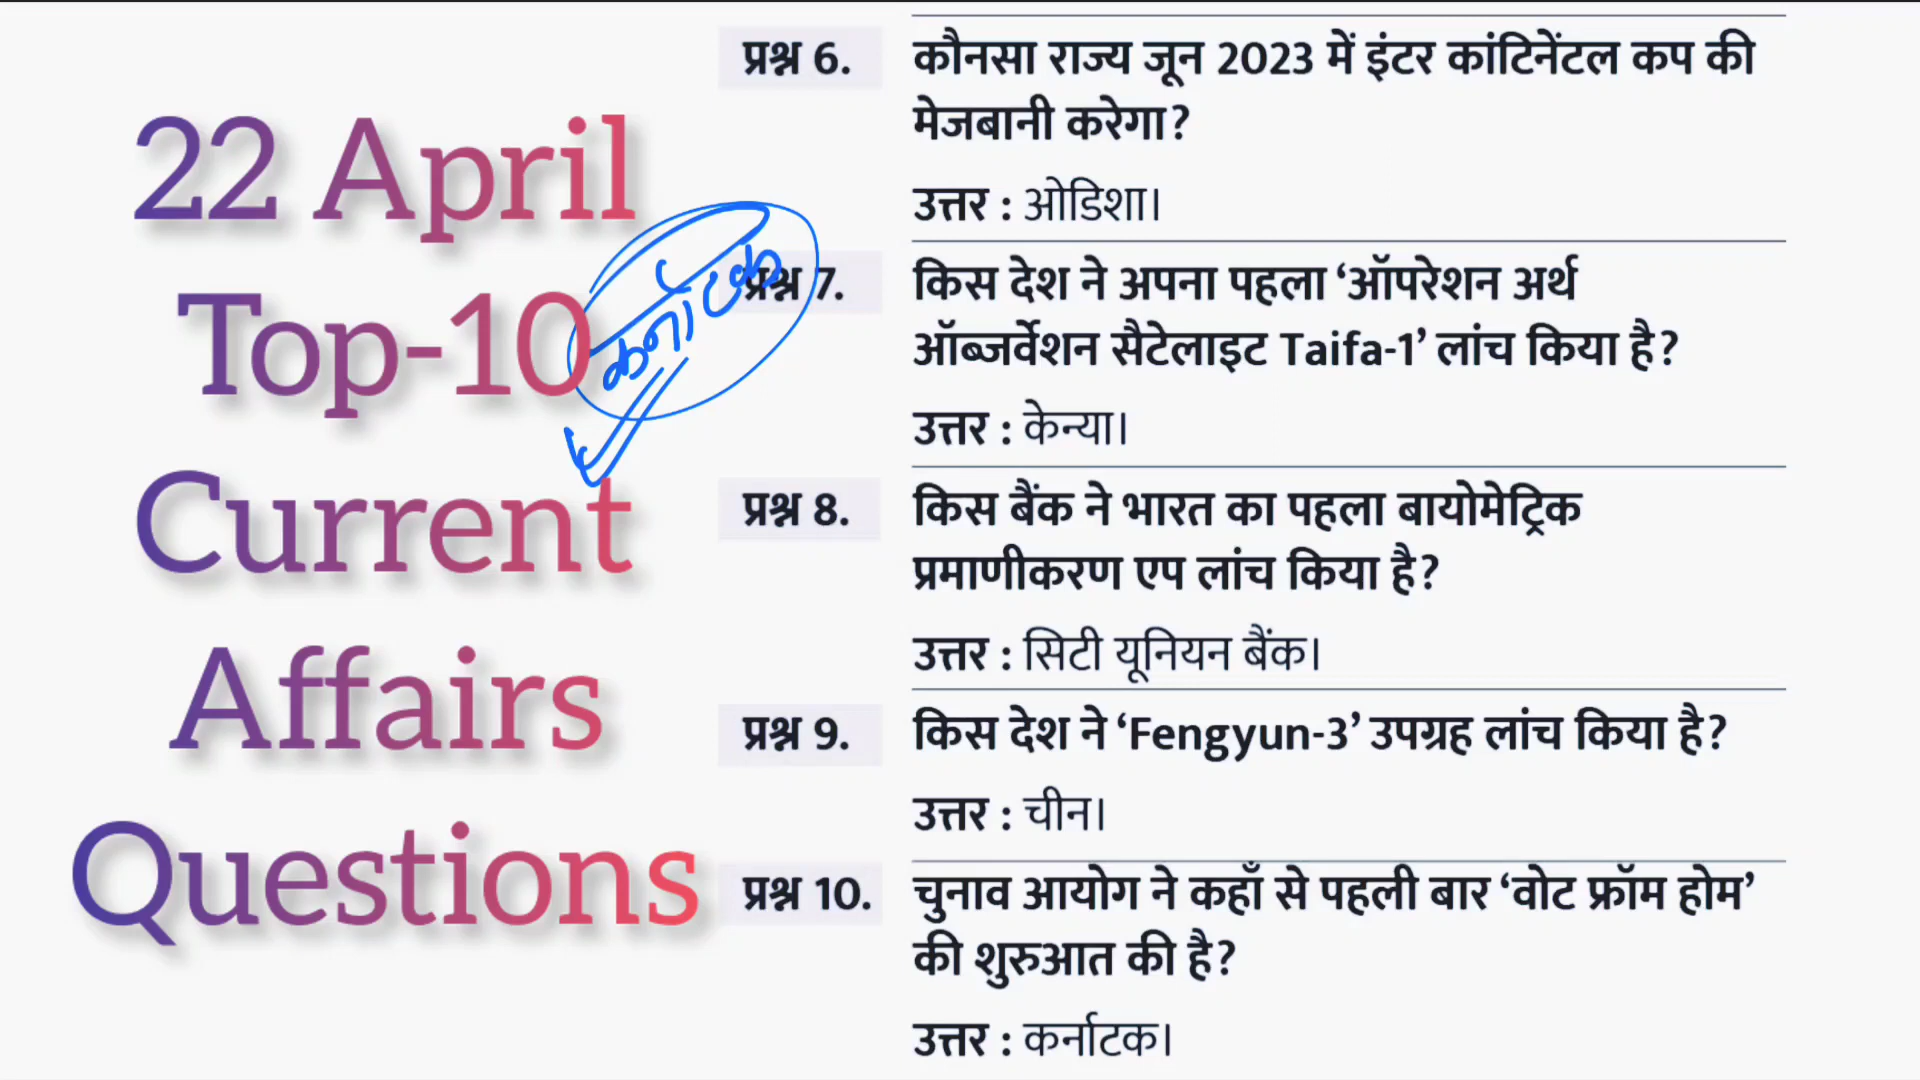 22 April
Top-10
Current
Affairs
Questions
कर्नाटक
प्रश्न 6.
कौनसा राज्य जून 2023 में इंटर कांटिनेंटल कप की
मेजबानी करेगा?
उत्तर : ओडिशा।
प्रश्न 7.
किस देश ने अपना पहला ‘ऑपरेशन अर्थ
ऑब्जर्वेशन सैटेलाइट Taifa-1’ लांच किया है?
उत्तर : केन्या।
प्रश्न 8.
किस बैंक ने भारत का पहला बायोमेट्रिक
प्रमाणीकरण एप लांच किया है?
उत्तर : सिटी यूनियन बैंक।
प्रश्न 9.
किस देश ने ‘Fengyun-3’ उपग्रह लांच किया है?
उत्तर : चीन।
प्रश्न 10.
चुनाव आयोग ने कहाँ से पहली बार ‘वोट फ्रॉम होम’
की शुरुआत की है?
उत्तर : कर्नाटक।